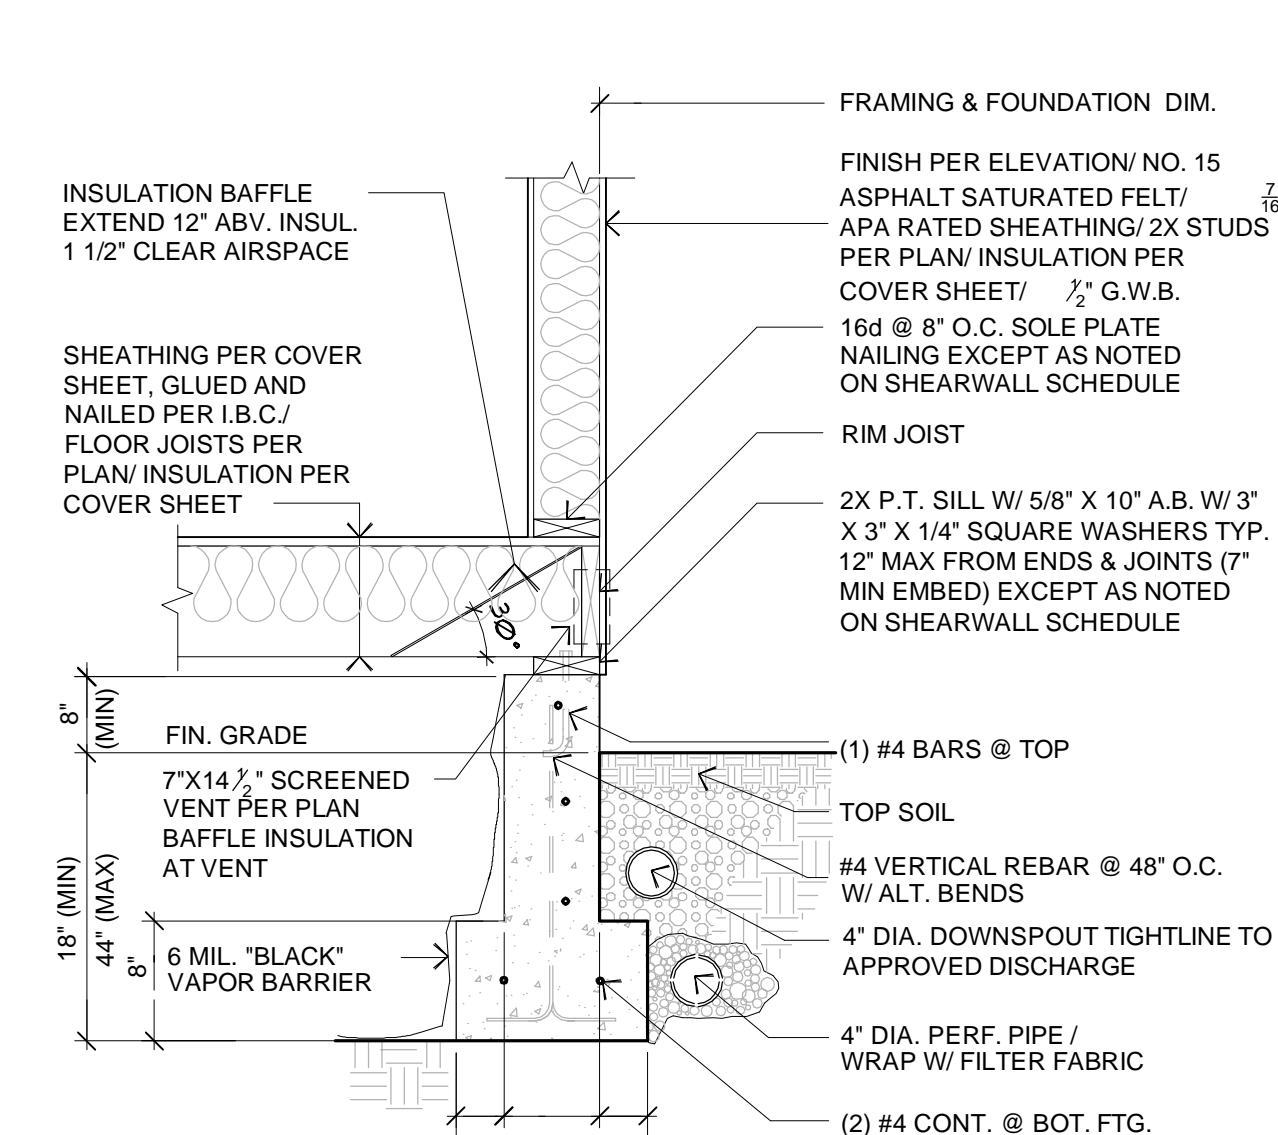 FRAMING & FOUNDATION DIM.
FINISH PER ELEVATION/ NO. 15
ASPHALT SATURATED FELT/ 7/16
APA RATED SHEATHING/ 2X STUDS
PER PLAN/ INSULATION PER
COVER SHEET/ 1/2" G.W.B.
16d @ 8" O.C. SOLE PLATE
NAILING EXCEPT AS NOTED
ON SHEARWALL SCHEDULE
RIM JOIST
2X P.T. SILL W/ 5/8" X 10" A.B. W/ 3"
X 3" X 1/4" SQUARE WASHERS TYP.
12" MAX FROM ENDS & JOINTS (7"
MIN EMBED) EXCEPT AS NOTED
ON SHEARWALL SCHEDULE
(1) #4 BARS @ TOP
TOP SOIL
#4 VERTICAL REBAR @ 48" O.C.
W/ ALT. BENDS
4" DIA. DOWNSPOUT TIGHTLINE TO
APPROVED DISCHARGE
4" DIA. PERF. PIPE /
WRAP W/ FILTER FABRIC
(2) #4 CONT. @ BOT. FTG.
INSULATION BAFFLE
EXTEND 12" ABV. INSUL.
1 1/2" CLEAR AIRSPACE
SHEATHING PER COVER
SHEET, GLUED AND
NAILED PER I.B.C./
FLOOR JOISTS PER
PLAN/ INSULATION PER
COVER SHEET
30°
8"
(MIN)
FIN. GRADE
7"X14 1/2" SCREENED
VENT PER PLAN
BAFFLE INSULATION
AT VENT
18" (MIN)
44" (MAX)
8"
6 MIL. "BLACK"
VAPOR BARRIER